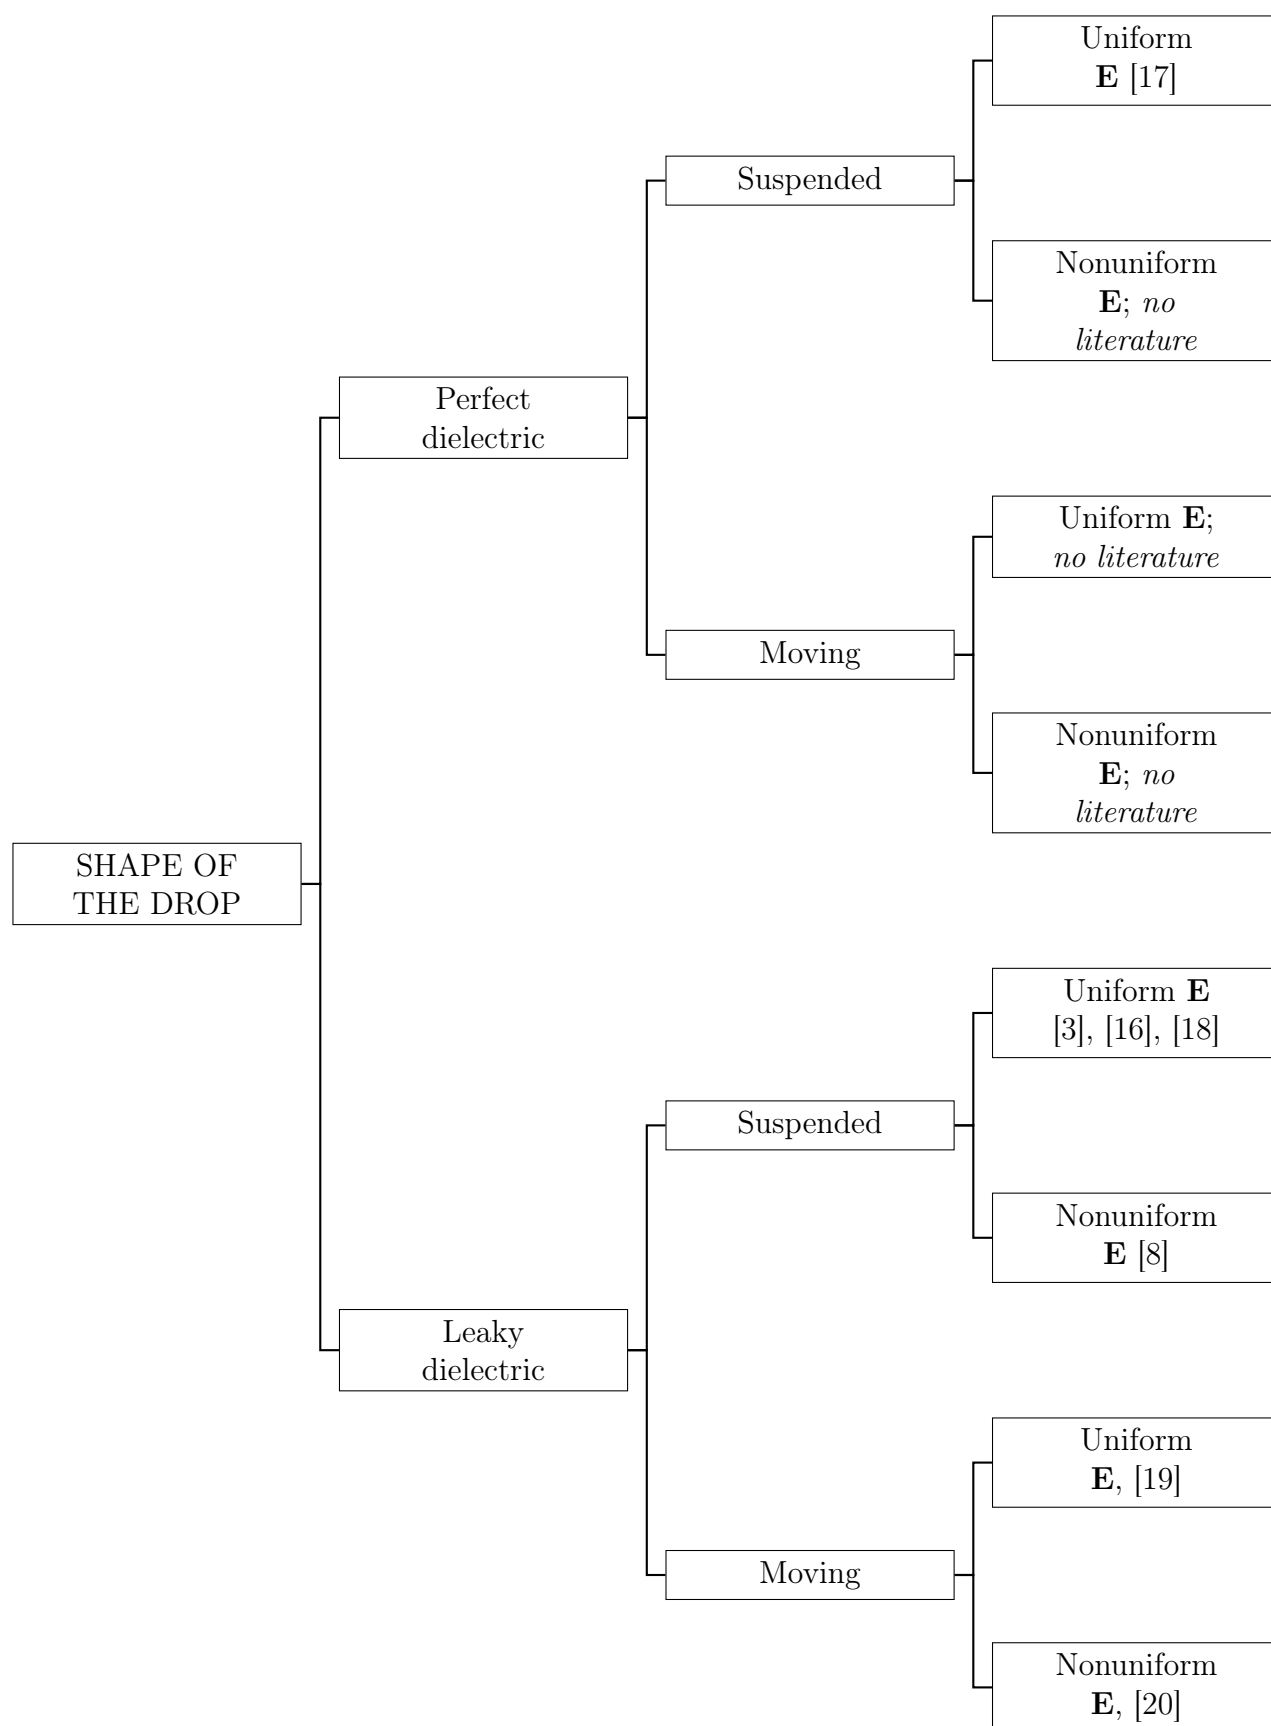 Uniform
E [17]
Suspended
Nonuniform
E; no
literature
Perfect
dielectric
Uniform E;
no literature
Moving
Nonuniform
E; no
literature
SHAPE OF
THE DROP
Uniform E
[3], [16], [18]
Suspended
Nonuniform
E [8]
Leaky
dielectric
Uniform
E, [19]
Moving
Nonuniform
E, [20]